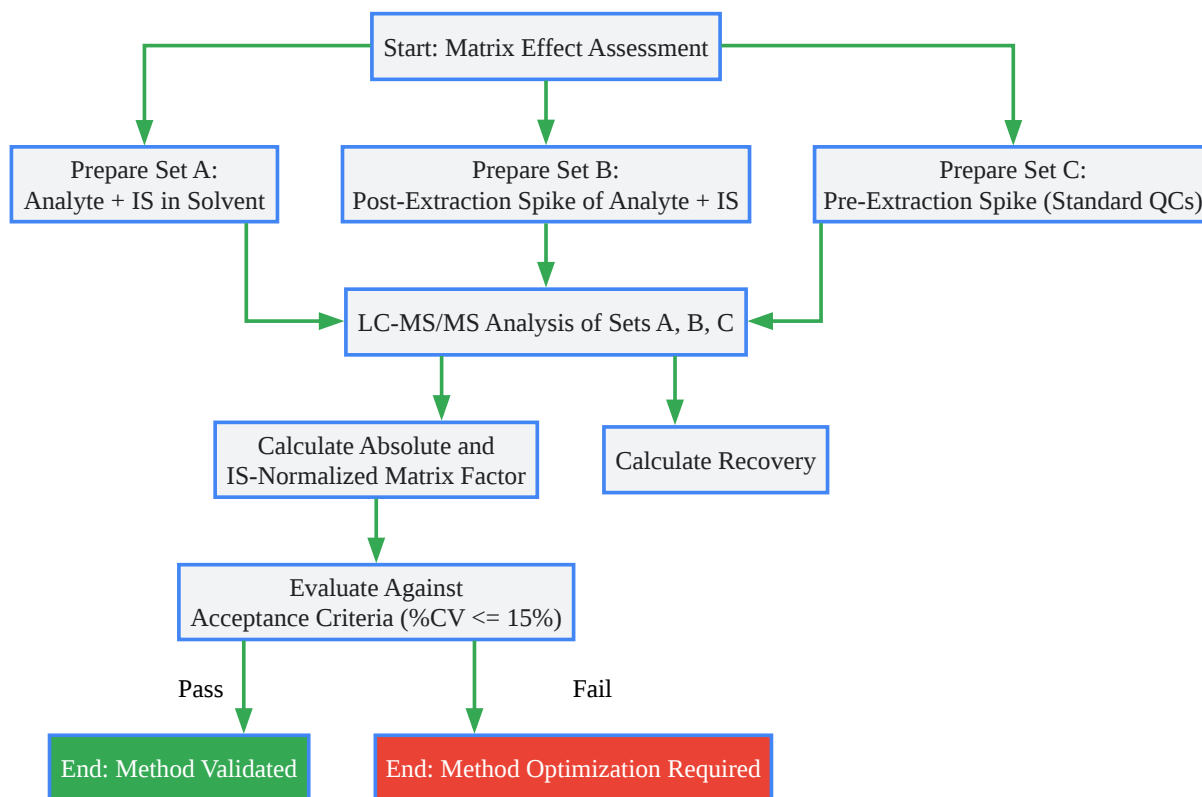 Start: Matrix Effect Assessment
Prepare Set A:
Analyte + IS in Solvent
Prepare Set B:
Post-Extraction Spike of Analyte + IS
Prepare Set C:
Pre-Extraction Spike (Standard QCs)
LC-MS/MS Analysis of Sets A, B, C
Calculate Absolute and
IS-Normalized Matrix Factor
Calculate Recovery
Evaluate Against
Acceptance Criteria (%CV <= 15%)
Pass
Fail
End: Method Validated
End: Method Optimization Required